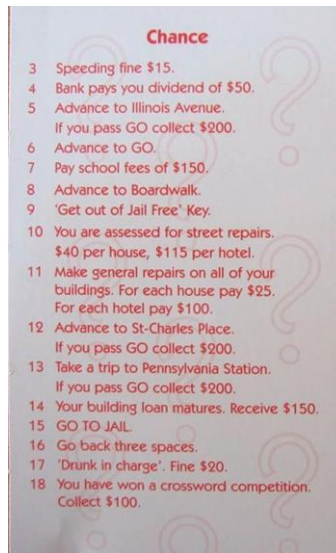 Chance
3 Speeding fine $15.
4 Bank pays you dividend of $50.
5 Advance to Illinois Avenue.
If you pass GO collect $200.
6 Advance to GO.
7 Pay school fees of $150.
8 Advance to Boardwalk.
9 'Get out of Jail Free' Key.
10 You are assessed for street repairs.
$40 per house, $115 per hotel.
11 Make general repairs on all of your
buildings. For each house pay $25.
For each hotel pay $100.
12 Advance to St-Charles Place.
If you pass GO collect $200.
13 Take a trip to Pennsylvania Station.
If you pass GO collect $200.
14 Your building loan matures. Receive $150.
15 GO TO JAIL.
16 Go back three spaces.
17 'Drunk in charge'. Fine $20.
18 You have won a crossword competition.
Collect $100.